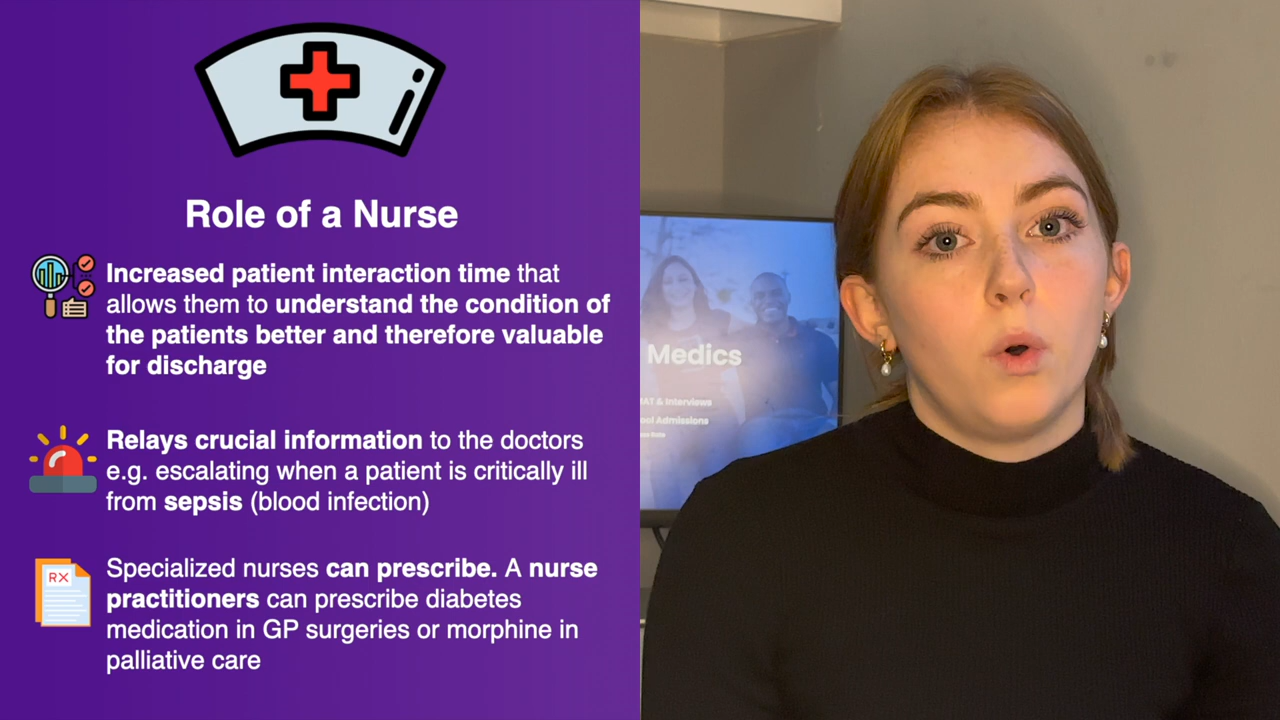 Role of a Nurse
Increased patient interaction time that
allows them to understand the condition of
the patients better and therefore valuable
for discharge
Relays crucial information to the doctors
e.g. escalating when a patient is critically ill
from sepsis (blood infection)
RX
Specialized nurses can prescribe. A nurse
practitioners can prescribe diabetes
medication in GP surgeries or morphine in
palliative care
Medics
& Interviews
Admissions